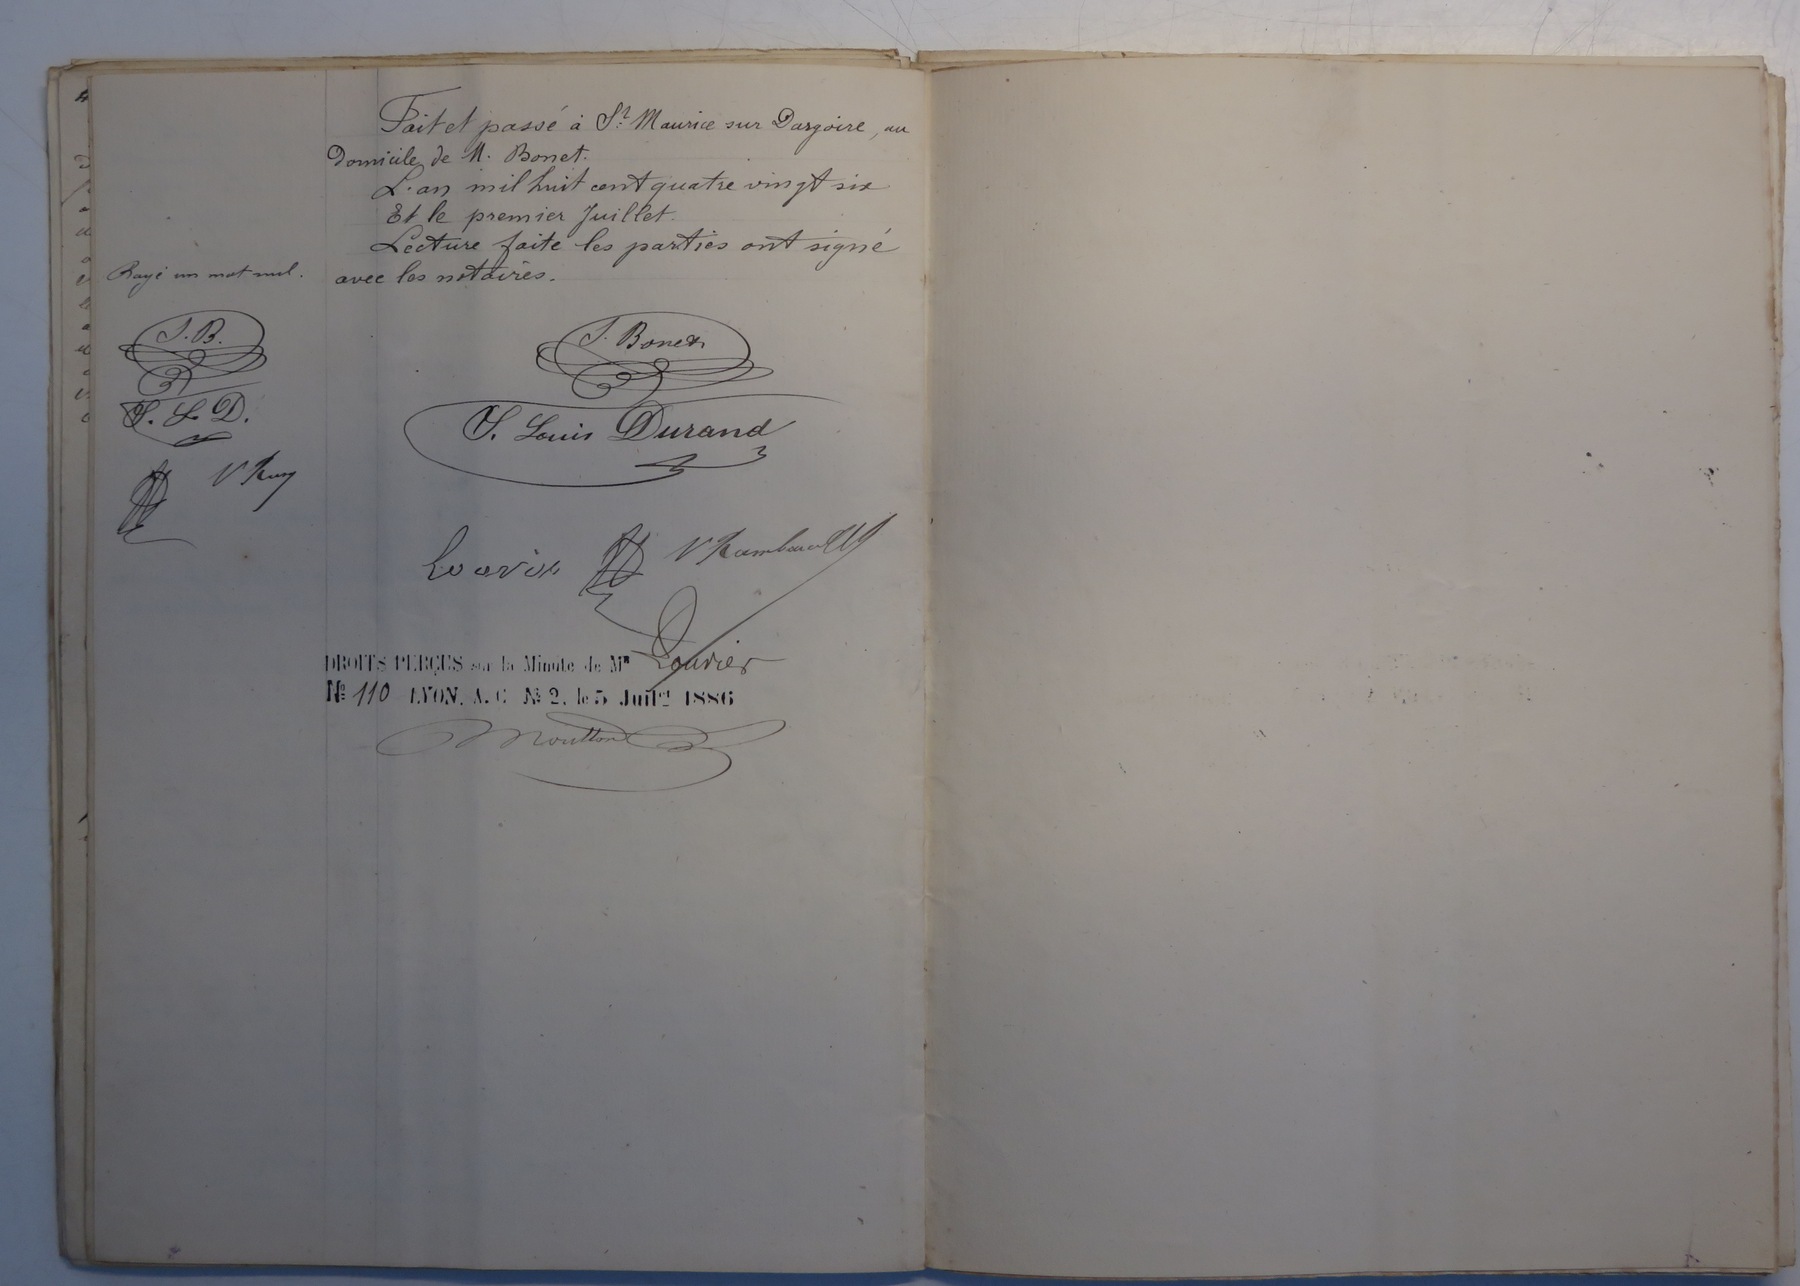 Fait et passé à St Maurice sur Dargoire, au
Domicile de M. Bonet.
L'an mil huit cent quatre vingt six
Et le premier Juillet.
Lecture faite les parties ont signé
avec les notaires.
Rayé un mot nul.
J. B.
J. Bonet
J. L. D.
J. Louis Durand
Louvier
DROITS PERÇUS sur la Minute de Me Louvier
No 110 LYON. A. C. No 2. le 5 Juillet 1886